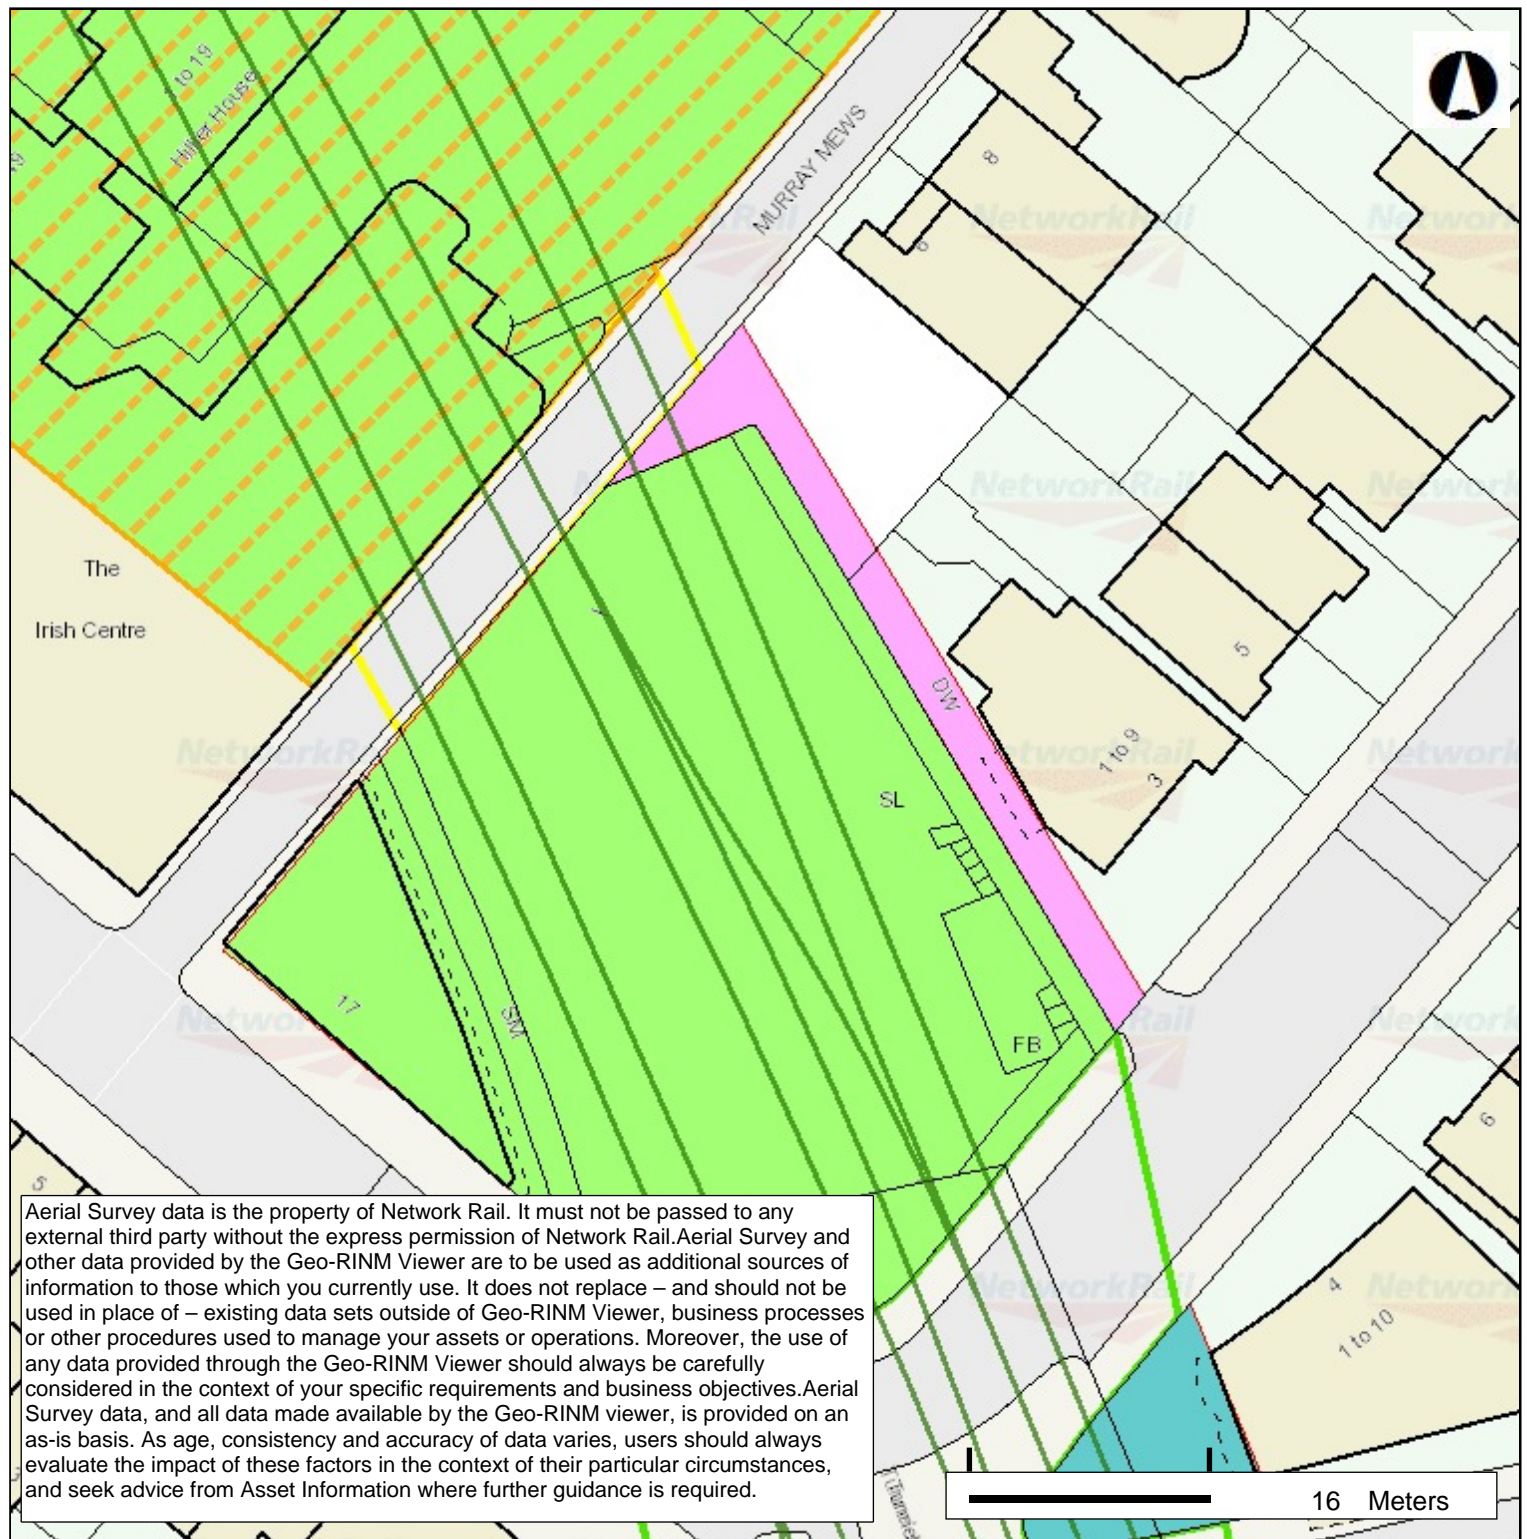 1 to 19
Hillier House
19
MURRAY MEWS
8
6
NetworkRail
The
Irish Centre
5
DW
1 to 9
3
SL
17
SM
FB
6
5
4
1 to 10
Aerial Survey data is the property of Network Rail. It must not be passed to any
external third party without the express permission of Network Rail.Aerial Survey and
other data provided by the Geo-RINM Viewer are to be used as additional sources of
information to those which you currently use. It does not replace – and should not be
used in place of – existing data sets outside of Geo-RINM Viewer, business processes
or other procedures used to manage your assets or operations. Moreover, the use of
any data provided through the Geo-RINM Viewer should always be carefully
considered in the context of your specific requirements and business objectives.Aerial
Survey data, and all data made available by the Geo-RINM viewer, is provided on an
as-is basis. As age, consistency and accuracy of data varies, users should always
evaluate the impact of these factors in the context of their particular circumstances,
and seek advice from Asset Information where further guidance is required.
16 Meters